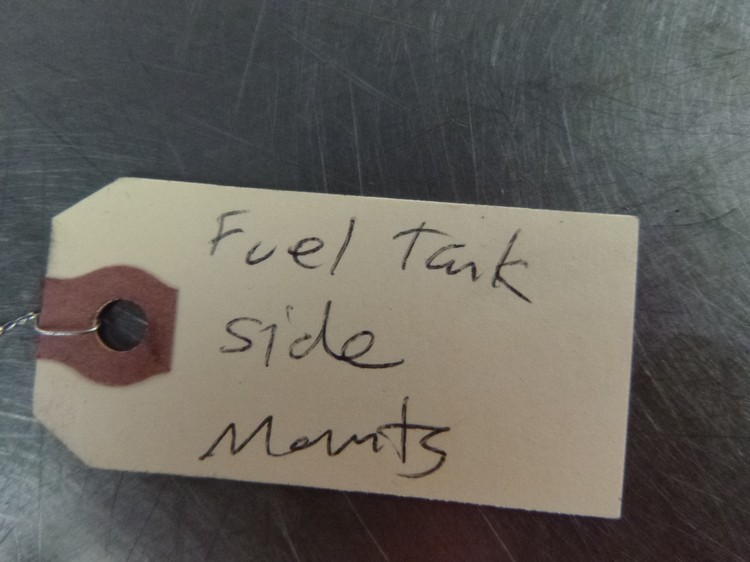 Fuel Tank
side
Mounts